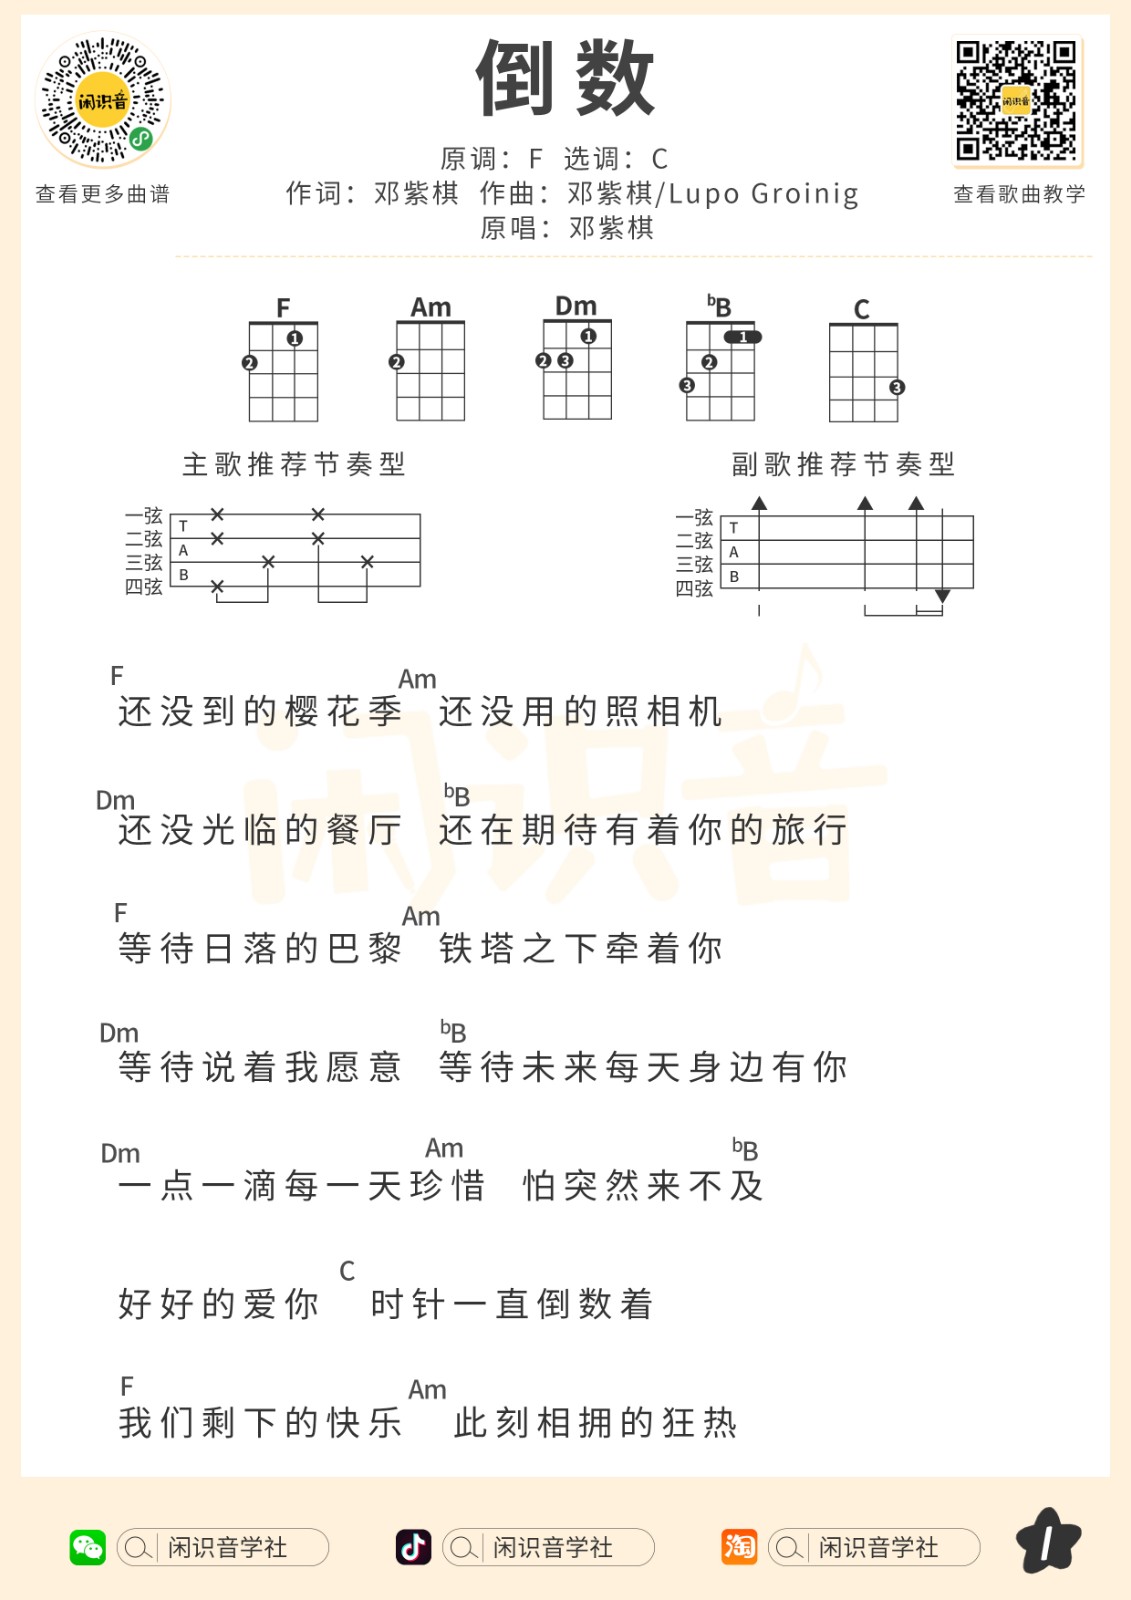 倒数
闲识音
闲识音
查看更多曲谱
查看歌曲教学
原调：F 选调：C
作词：邓紫棋 作曲：邓紫棋/Lupo Groinig
原唱：邓紫棋
F Am Dm ᵇB C
1 1 1
2 2 2 3 2
3 3
主歌推荐节奏型 副歌推荐节奏型
一弦 T 一弦 T
二弦 A 二弦 A
三弦 B 三弦 B
四弦 四弦
F Am
还没到的樱花季 还没用的照相机
Dm ᵇB
还没光临的餐厅 还在期待有着你的旅行
闲识音
F Am
等待日落的巴黎 铁塔之下牵着你
Dm ᵇB
等待说着我愿意 等待未来每天身边有你
Dm Am ᵇB
一点一滴每一天珍惜 怕突然来不及
C
好好的爱你 时针一直倒数着
F Am
我们剩下的快乐 此刻相拥的狂热
闲识音学社 闲识音学社 淘 闲识音学社 1